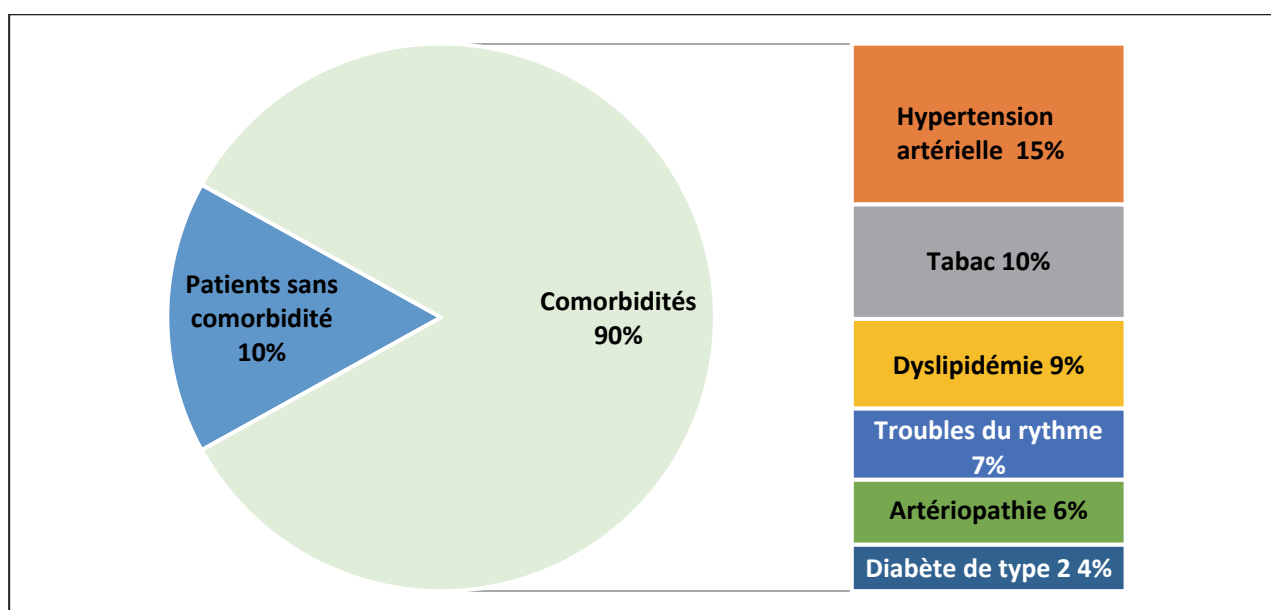 Patients sans
comorbidité
10%
Comorbidités
90%
Hypertension
artérielle 15%
Tabac 10%
Dyslipidémie 9%
Troubles du rythme
7%
Artériopathie 6%
Diabète de type 2 4%